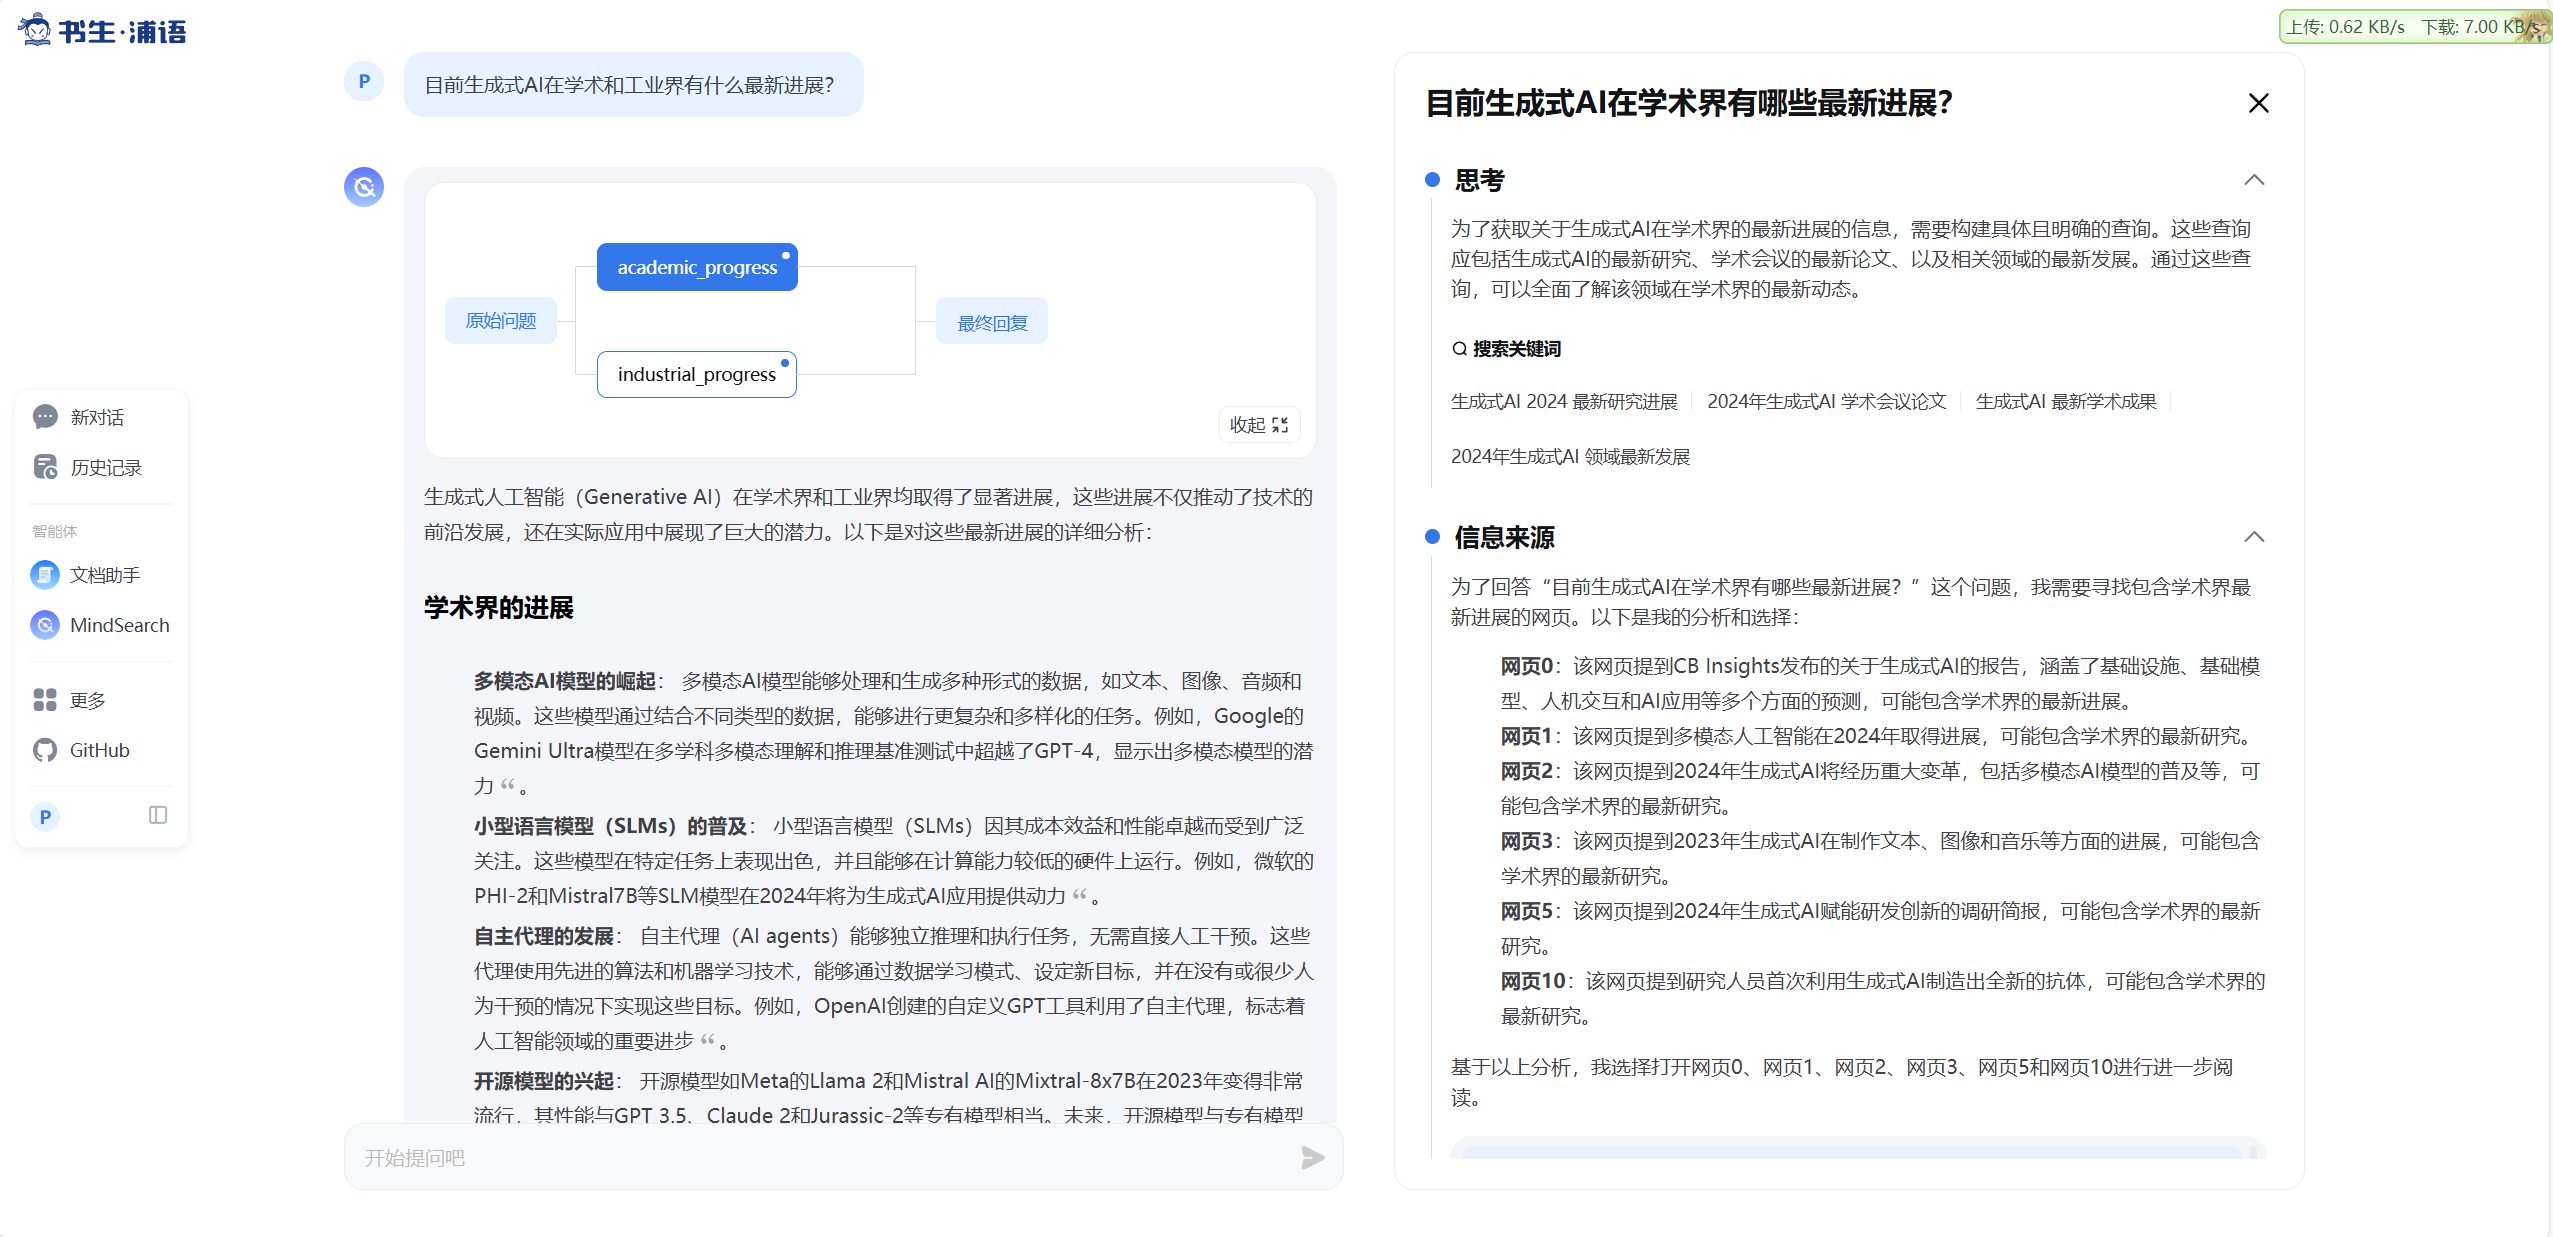 书生·浦语
上传: 0.62 KB/s 下载: 7.00 KB/s
新对话
历史记录
智能体
文档助手
MindSearch
更多
GitHub
P
P
目前生成式AI在学术和工业界有什么最新进展？
原始问题
academic_progress
industrial_progress
最终回复
收起
生成式人工智能（Generative AI）在学术界和工业界均取得了显著进展，这些进展不仅推动了技术的
前沿发展，还在实际应用中展现了巨大的潜力。以下是对这些最新进展的详细分析：
学术界的进展
多模态AI模型的崛起： 多模态AI模型能够处理和生成多种形式的数据，如文本、图像、音频和
视频。这些模型通过结合不同类型的数据，能够进行更复杂和多样化的任务。例如，Google的
Gemini Ultra模型在多学科多模态理解和推理基准测试中超越了GPT-4，显示出多模态模型的潜
力 “ 。
小型语言模型（SLMs）的普及： 小型语言模型（SLMs）因其成本效益和性能卓越而受到广泛
关注。这些模型在特定任务上表现出色，并且能够在计算能力较低的硬件上运行。例如，微软的
PHI-2和Mistral7B等SLM模型在2024年将为生成式AI应用提供动力 “ 。
自主代理的发展： 自主代理（AI agents）能够独立推理和执行任务，无需直接人工干预。这些
代理使用先进的算法和机器学习技术，能够通过数据学习模式、设定新目标，并在没有或很少人
为干预的情况下实现这些目标。例如，OpenAI创建的自定义GPT工具利用了自主代理，标志着
人工智能领域的重要进步 “ 。
开源模型的兴起： 开源模型如Meta的Llama 2和Mistral AI的Mixtral-8x7B在2023年变得非常
流行，其性能与GPT 3.5、Claude 2和Jurassic-2等专有模型相当。未来，开源模型与专有模型
开始提问吧
目前生成式AI在学术界有哪些最新进展？
思考
为了获取关于生成式AI在学术界的最新进展的信息，需要构建具体且明确的查询。这些查询
应包括生成式AI的最新研究、学术会议的最新论文、以及相关领域的最新发展。通过这些查
询，可以全面了解该领域在学术界的最新动态。
搜索关键词
生成式AI 2024 最新研究进展 2024年生成式AI 学术会议论文 生成式AI 最新学术成果
2024年生成式AI 领域最新发展
信息来源
为了回答“目前生成式AI在学术界有哪些最新进展？”这个问题，我需要寻找包含学术界最
新进展的网页。以下是我的分析和选择：
网页0：该网页提到CB Insights发布的关于生成式AI的报告，涵盖了基础设施、基础模
型、人机交互和AI应用等多个方面的预测，可能包含学术界的最新进展。
网页1：该网页提到多模态人工智能在2024年取得进展，可能包含学术界的最新研究。
网页2：该网页提到2024年生成式AI将经历重大变革，包括多模态AI模型的普及等，可
能包含学术界的最新研究。
网页3：该网页提到2023年生成式AI在制作文本、图像和音乐等方面的进展，可能包含
学术界的最新研究。
网页5：该网页提到2024年生成式AI赋能研发创新的调研简报，可能包含学术界的最新
研究。
网页10：该网页提到研究人员首次利用生成式AI制造出全新的抗体，可能包含学术界的
最新研究。
基于以上分析，我选择打开网页0、网页1、网页2、网页3、网页5和网页10进行进一步阅
读。